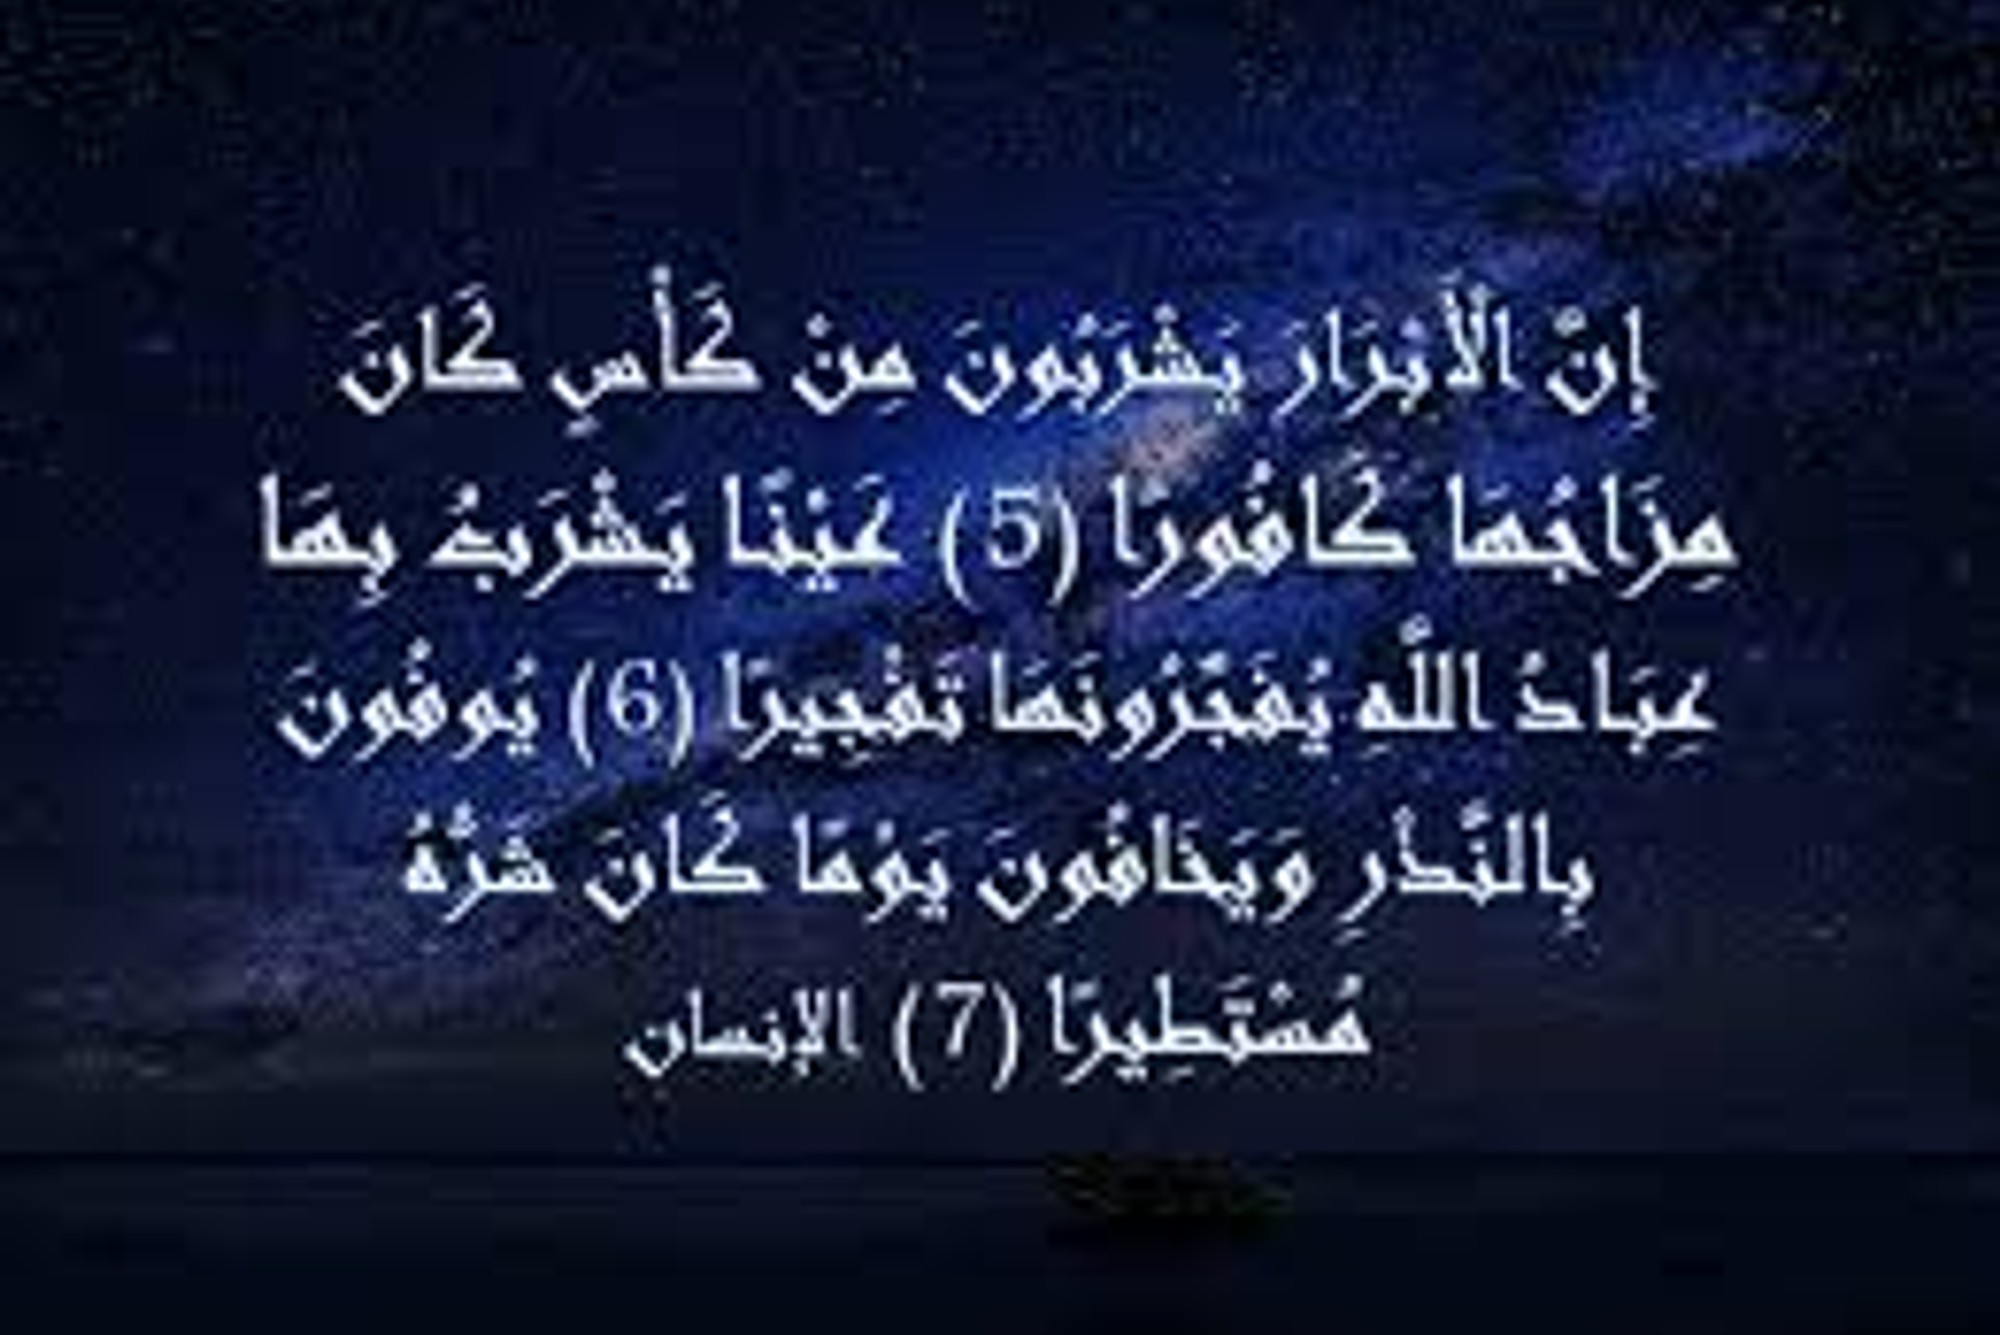 إِنَّ الْأَبْرَارَ يَشْرَبُونَ مِنْ كَأْسٍ كَانَ
مِزَاجُهَا كَافُورًا (5) عَيْنًا يَشْرَبُ بِهَا
عِبَادُ اللَّهِ يُفَجِّرُونَهَا تَفْجِيرًا (6) يُوفُونَ
بِالنَّذْرِ وَيَخَافُونَ يَوْمًا كَانَ شَرُّهُ
مُسْتَطِيرًا (7) الإنسان